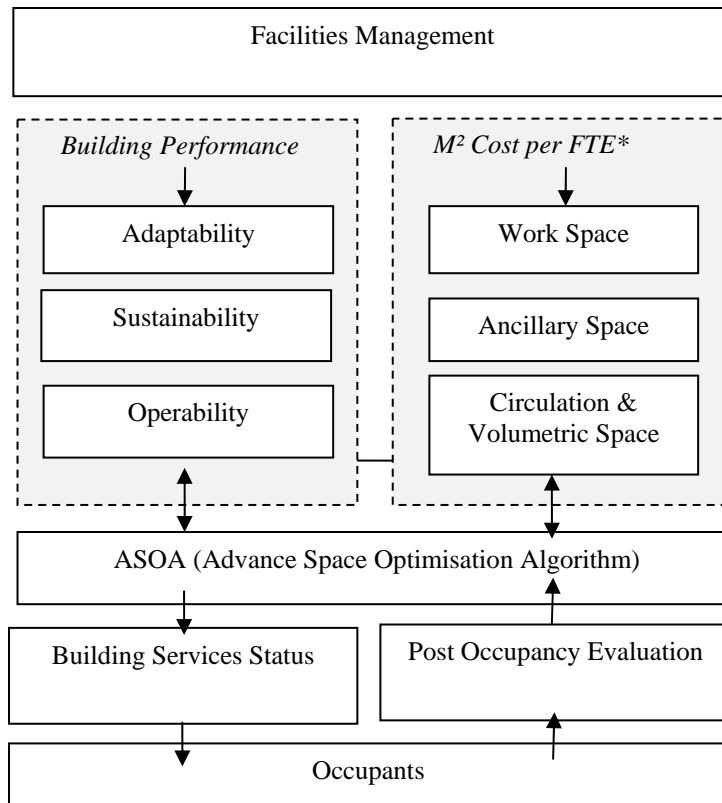 Facilities Management
Building Performance
M² Cost per FTE*
Adaptability
Work Space
Sustainability
Ancillary Space
Operability
Circulation &
Volumetric Space
ASOA (Advance Space Optimisation Algorithm)
Building Services Status
Post Occupancy Evaluation
Occupants